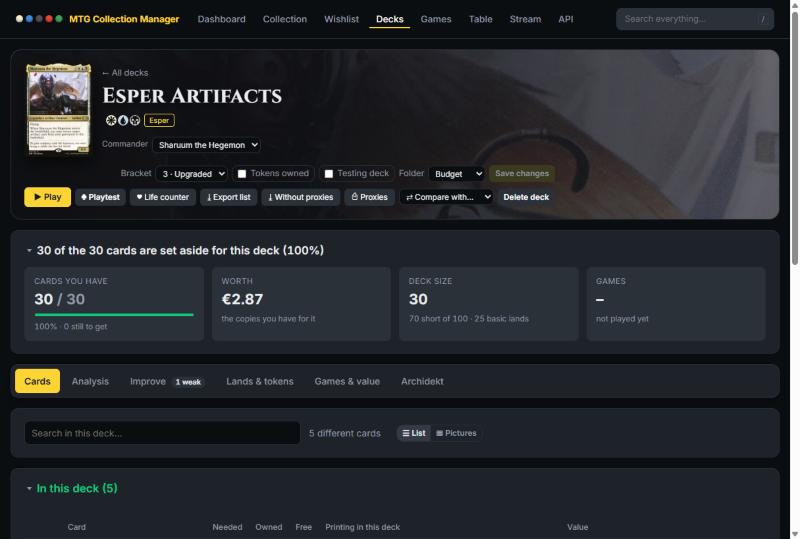 MTG Collection Manager
Dashboard
Collection
Wishlist
Decks
Games
Table
Stream
API
Search everything...
/
← All decks
Esper Artifacts
Esper
Commander
Sharuum the Hegemon
Bracket
3 · Upgraded
Tokens owned
Testing deck
Folder
Budget
Save changes
▶ Play
Playtest
♥ Life counter
Export list
Without proxies
Proxies
⇄ Compare with...
Delete deck
30 of the 30 cards are set aside for this deck (100%)
CARDS YOU HAVE
30 / 30
100% · 0 still to get
WORTH
€2.87
the copies you have for it
DECK SIZE
30
70 short of 100 · 25 basic lands
GAMES
–
not played yet
Cards
Analysis
Improve
1 weak
Lands & tokens
Games & value
Archidekt
Search in this deck...
5 different cards
List
Pictures
In this deck (5)
Card
Needed
Owned
Free
Printing in this deck
Value